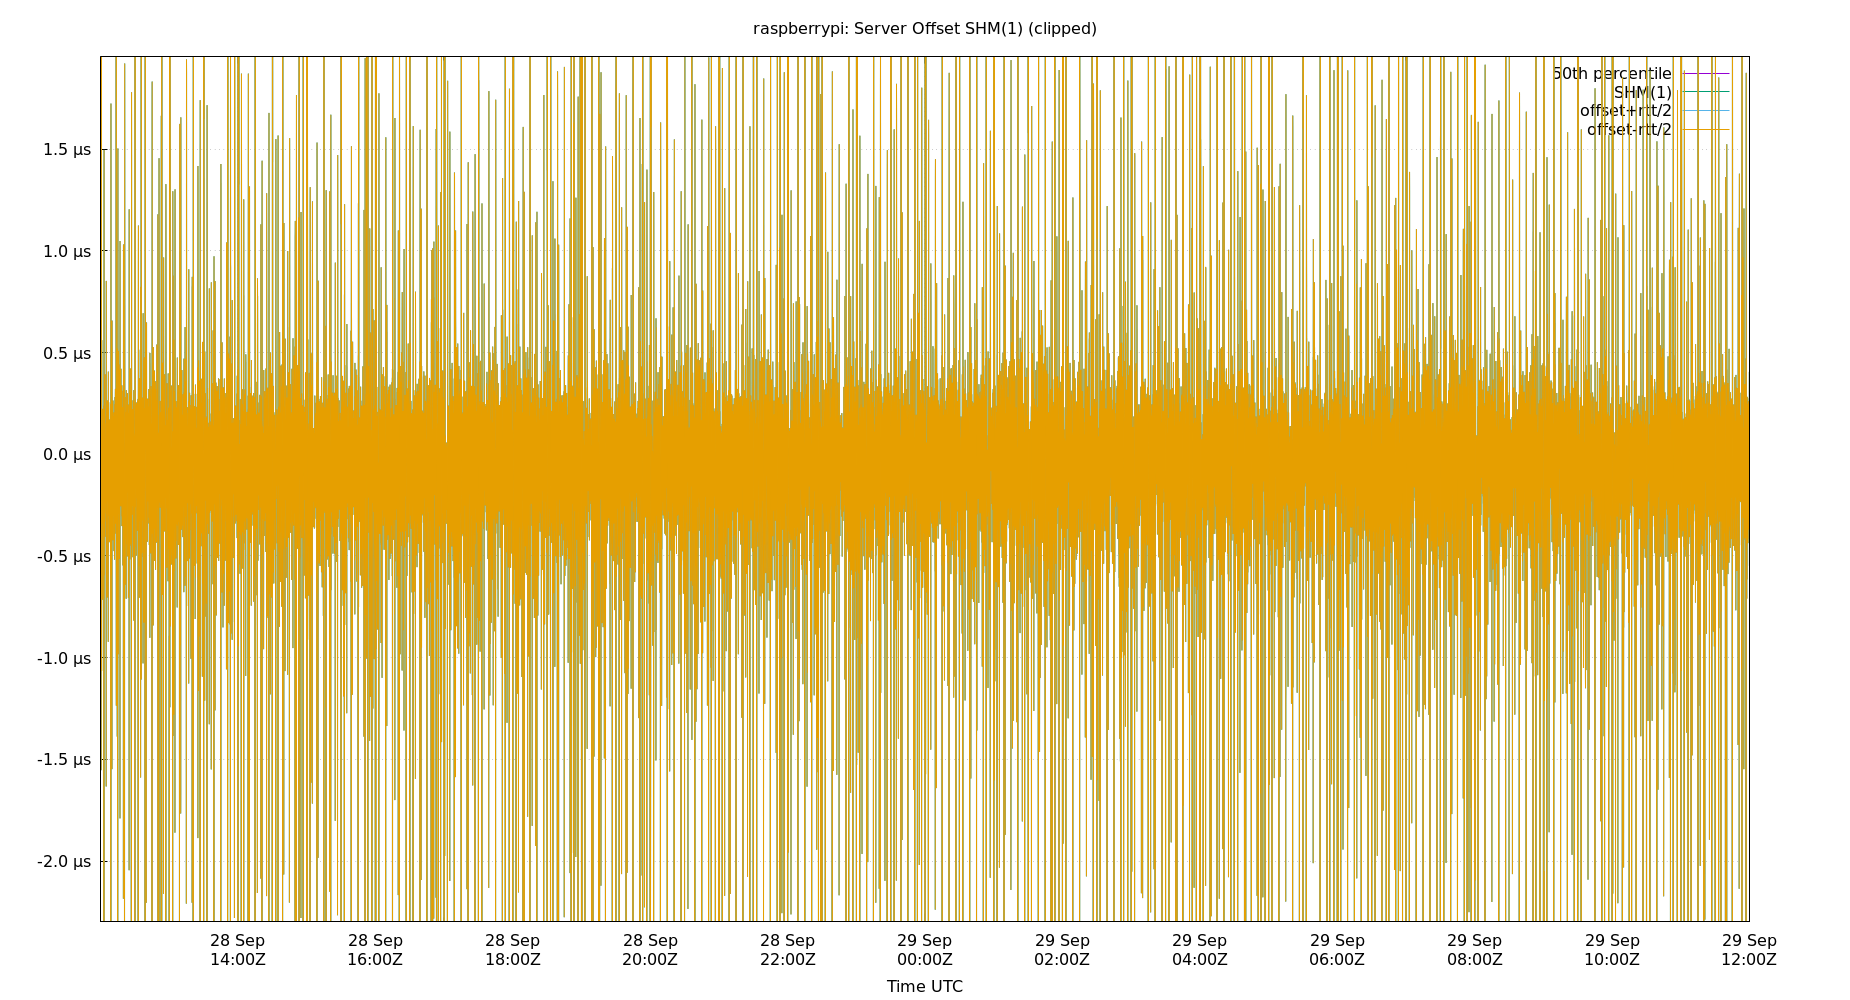 raspberrypi: Server Offset SHM(1) (clipped)
50th percentile
SHM(1)
offset+rtt/2
offset-rtt/2
1.5 µs
1.0 µs
0.5 µs
0.0 µs
-0.5 µs
-1.0 µs
-1.5 µs
-2.0 µs
28 Sep 28 Sep 28 Sep 28 Sep 28 Sep 29 Sep 29 Sep 29 Sep 29 Sep 29 Sep 29 Sep 29 Sep
14:00Z 16:00Z 18:00Z 20:00Z 22:00Z 00:00Z 02:00Z 04:00Z 06:00Z 08:00Z 10:00Z 12:00Z
Time UTC